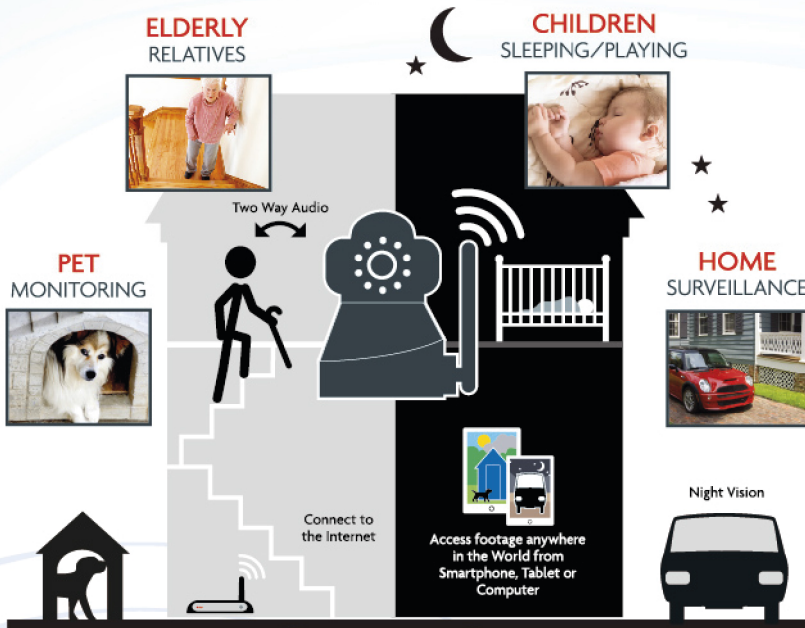 ELDERLY
RELATIVES
CHILDREN
SLEEPING/PLAYING
Two Way Audio
PET
MONITORING
HOME
SURVEILLANCE
Connect to
the Internet
Access footage anywhere
in the World from
Smartphone, Tablet or
Computer
Night Vision